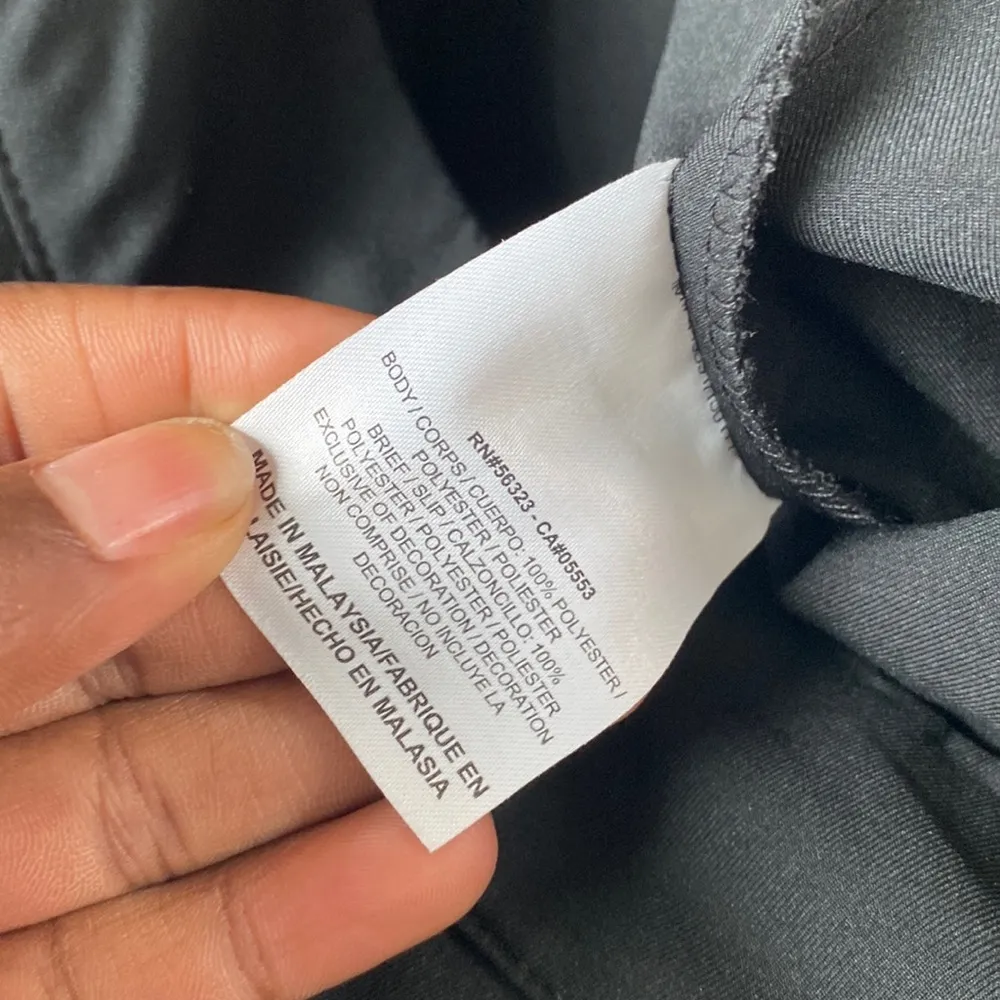 RN#56323 - CA#05553
BODY / CORPS / CUERPO: 100% POLYESTER /
POLYESTER / POLIESTER
BRIEF / SLIP / CALZONCILLO: 100%
POLYESTER / POLYESTER / POLIESTER
EXCLUSIVE OF DECORATION / DECORATION
NON COMPRISE / NO INCLUYE LA
DECORACION
MADE IN MALAYSIA/FABRIQUE EN
LAISIE/HECHO EN MALASIA